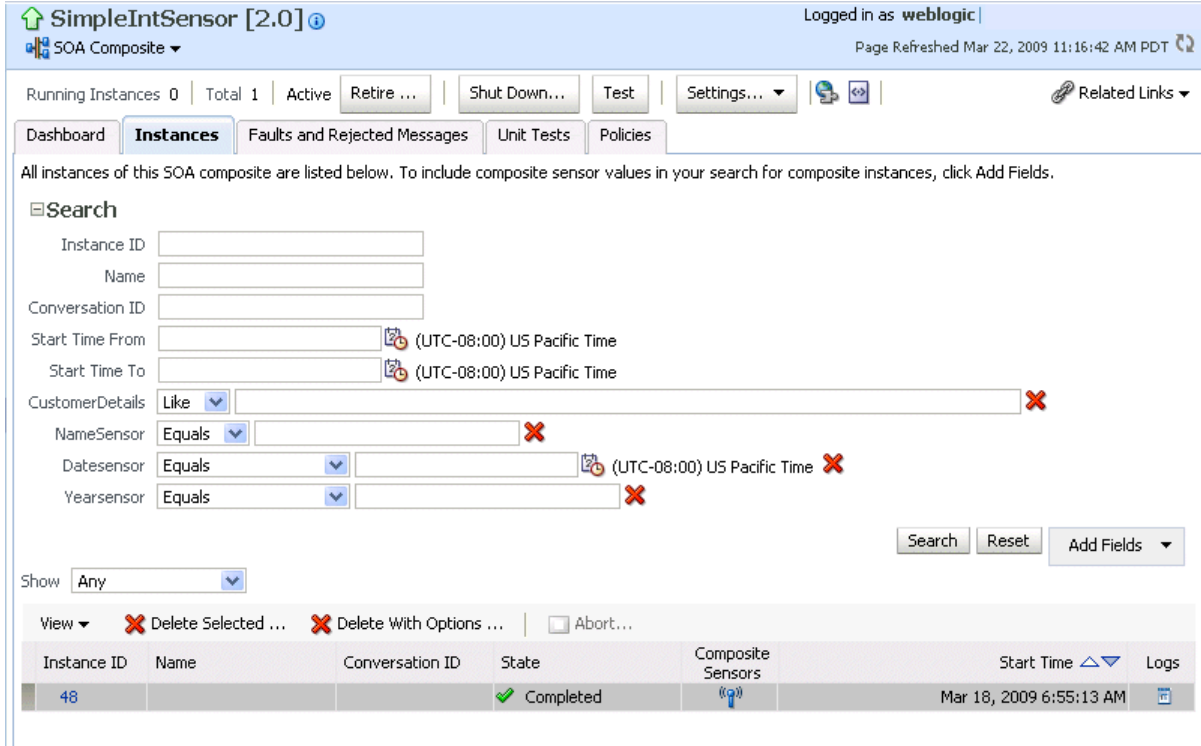 SimpleIntSensor [2.0]
Logged in as weblogic
SOA Composite
Page Refreshed Mar 22, 2009 11:16:42 AM PDT
Running Instances 0 Total 1 Active Retire ... Shut Down... Test Settings... Related Links
Dashboard Instances Faults and Rejected Messages Unit Tests Policies
All instances of this SOA composite are listed below. To include composite sensor values in your search for composite instances, click Add Fields.
Search
Instance ID
Name
Conversation ID
Start Time From (UTC-08:00) US Pacific Time
Start Time To (UTC-08:00) US Pacific Time
CustomerDetails Like
NameSensor Equals
Datesensor Equals (UTC-08:00) US Pacific Time
Yearsensor Equals
Search Reset Add Fields
Show Any
View Delete Selected ... Delete With Options ... Abort...
Instance ID Name Conversation ID State Composite Sensors Start Time Logs
48 Completed Mar 18, 2009 6:55:13 AM